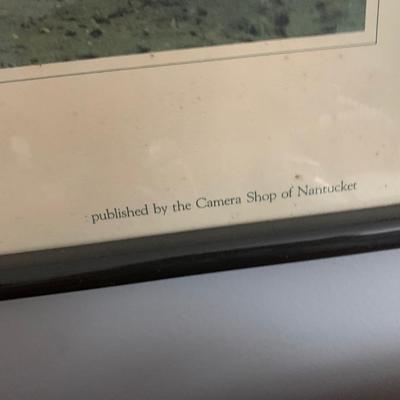 published by the Camera Shop of Nantucket